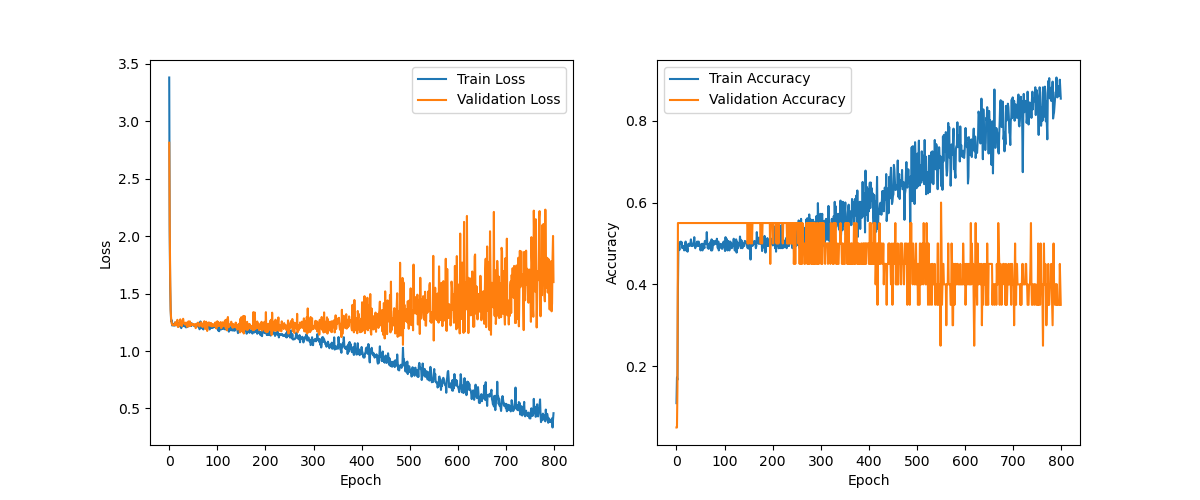 3.5
3.0
2.5
2.0
1.5
1.0
0.5
Loss
Train Loss
Validation Loss
0 100 200 300 400 500 600 700 800
Epoch
0.8
0.6
0.4
0.2
Accuracy
Train Accuracy
Validation Accuracy
0 100 200 300 400 500 600 700 800
Epoch